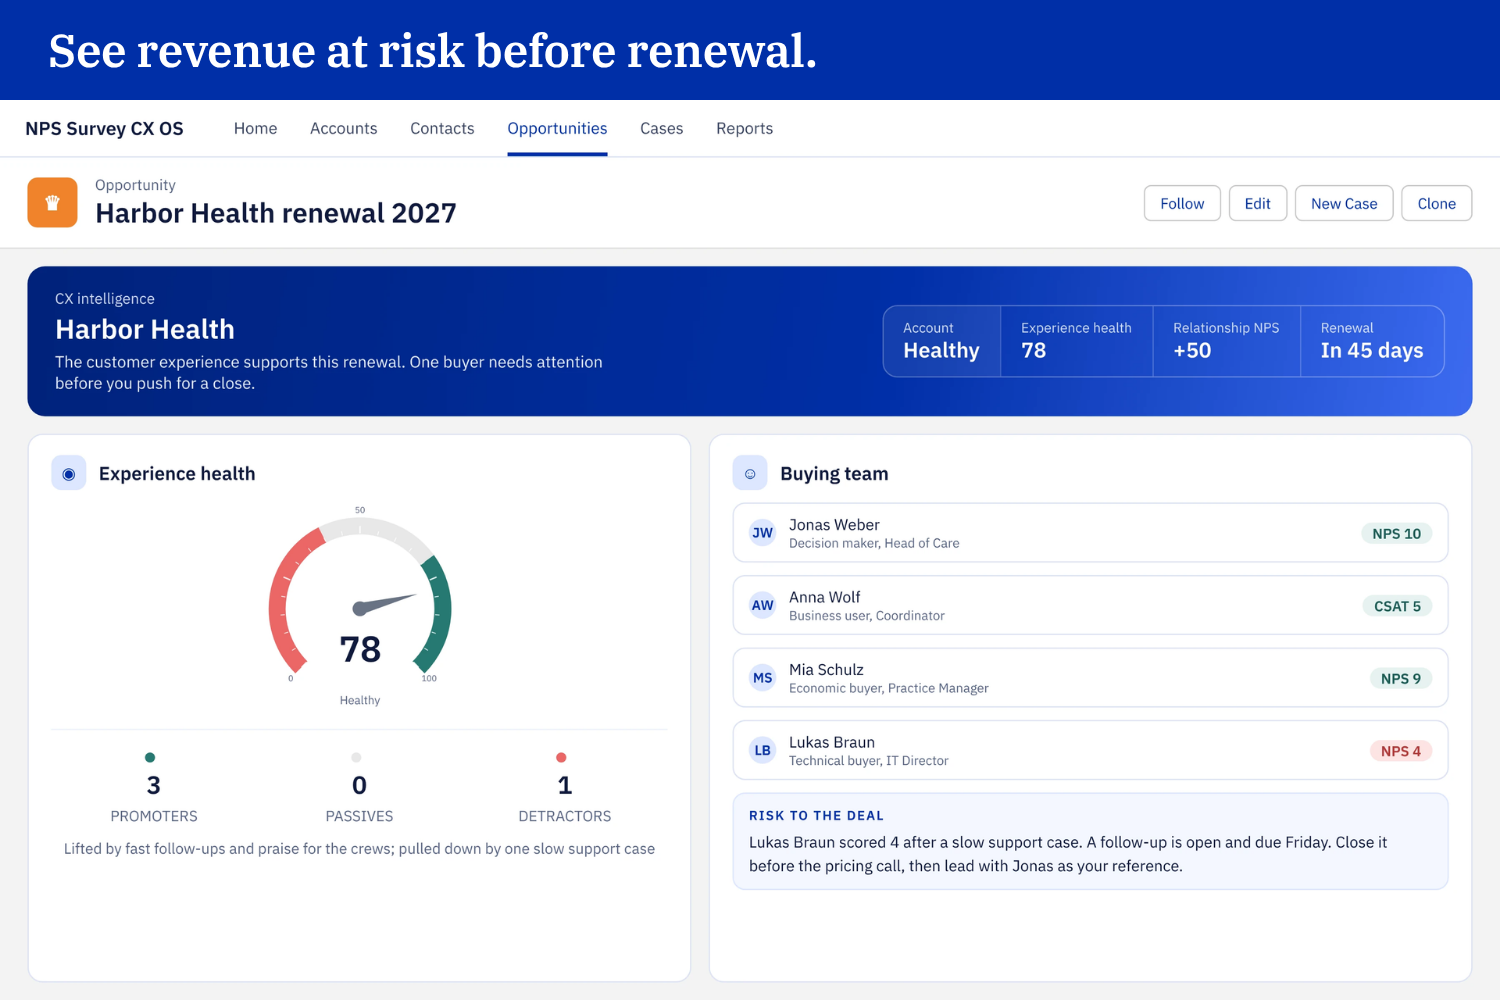 See revenue at risk before renewal.
NPS Survey CX OS
Home
Accounts
Contacts
Opportunities
Cases
Reports
Opportunity
Harbor Health renewal 2027
Follow
Edit
New Case
Clone
CX intelligence
Harbor Health
The customer experience supports this renewal. One buyer needs attention
before you push for a close.
Account
Healthy
Experience health
78
Relationship NPS
+50
Renewal
In 45 days
Experience health
50
78
0
100
Healthy
3
PROMOTERS
0
PASSIVES
1
DETRACTORS
Lifted by fast follow-ups and praise for the crews; pulled down by one slow support case
Buying team
JW
Jonas Weber
Decision maker, Head of Care
NPS 10
AW
Anna Wolf
Business user, Coordinator
CSAT 5
MS
Mia Schulz
Economic buyer, Practice Manager
NPS 9
LB
Lukas Braun
Technical buyer, IT Director
NPS 4
RISK TO THE DEAL
Lukas Braun scored 4 after a slow support case. A follow-up is open and due Friday. Close it
before the pricing call, then lead with Jonas as your reference.